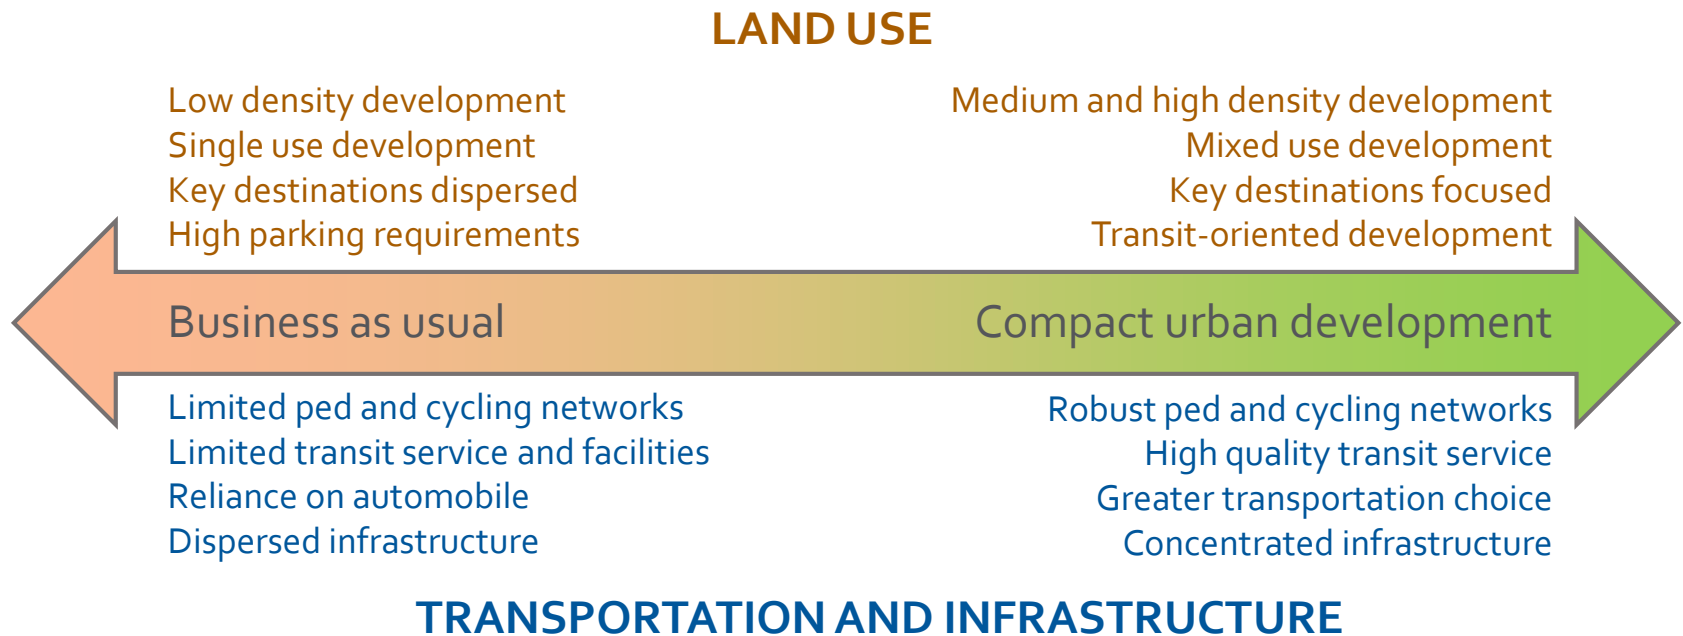 LAND USE
Low density development
Single use development
Key destinations dispersed
High parking requirements
Medium and high density development
Mixed use development
Key destinations focused
Transit-oriented development
Business as usual
Compact urban development
Limited ped and cycling networks
Limited transit service and facilities
Reliance on automobile
Dispersed infrastructure
Robust ped and cycling networks
High quality transit service
Greater transportation choice
Concentrated infrastructure
TRANSPORTATION AND INFRASTRUCTURE